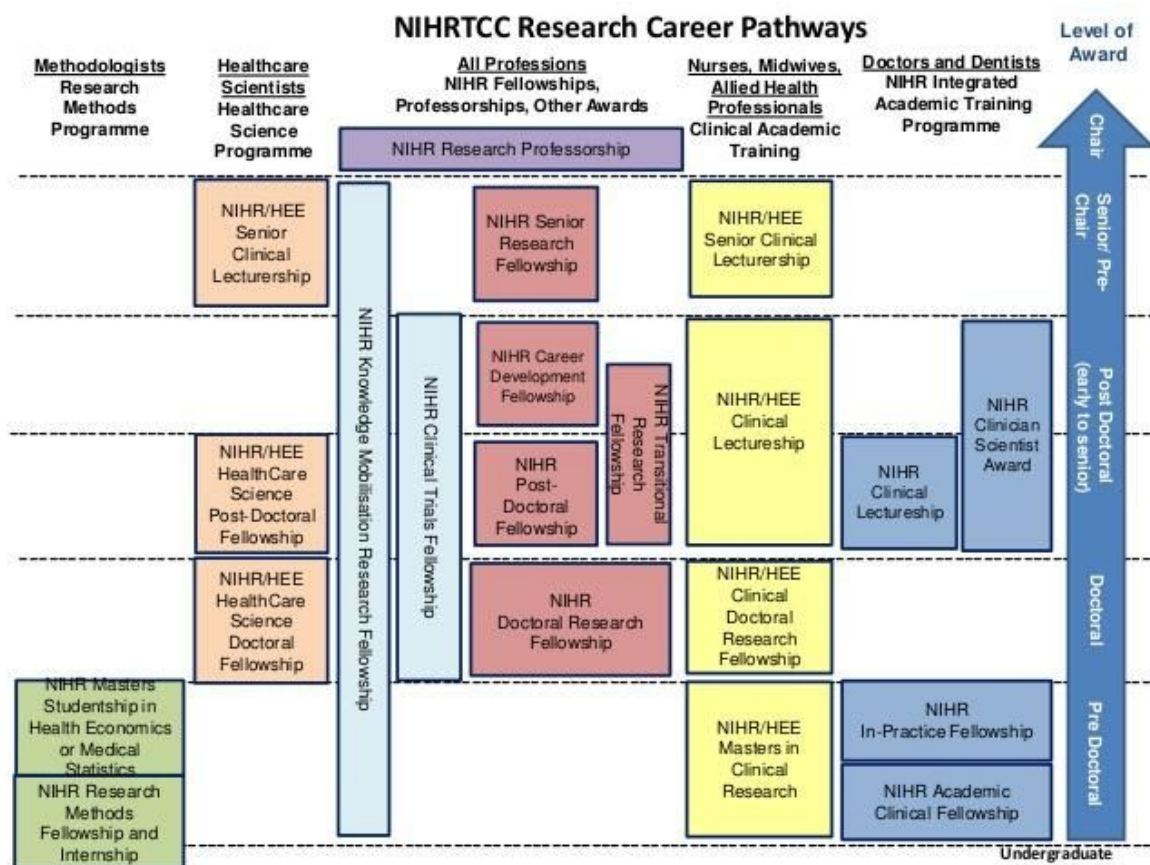 NIHRTCC Research Career Pathways
Level of
Award
Methodologists
Research
Methods
Programme
Healthcare
Scientists
Healthcare
Science
Programme
All Professions
NIHR Fellowships,
Professorships, Other Awards
Nurses, Midwives,
Allied Health
Professionals
Clinical Academic
Training
Doctors and Dentists
NIHR Integrated
Academic Training
Programme
Chair
NIHR Research Professorship
NIHR/HEE
Senior
Clinical
Lecturership
NIHR Senior
Research
Fellowship
NIHR/HEE
Senior Clinical
Lecturership
Senior/ Pre-
Chair
NIHR Knowledge Mobilisation Research Fellowship
NIHR Clinical Trials Fellowship
NIHR Career
Development
Fellowship
NIHR Transitional
Research
Fellowship
NIHR/HEE
Clinical
Lectureship
NIHR
Clinician
Scientist
Award
Post Doctoral
(early to senior)
NIHR/HEE
HealthCare
Science
Post-Doctoral
Fellowship
NIHR
Post-
Doctoral
Fellowship
NIHR
Clinical
Lectureship
NIHR/HEE
HealthCare
Science
Doctoral
Fellowship
NIHR
Doctoral Research
Fellowship
NIHR/HEE
Clinical
Doctoral
Research
Fellowship
Doctoral
NIHR Masters
Studentship in
Health Economics
or Medical
Statistics
NIHR/HEE
Masters in
Clinical
Research
NIHR
In-Practice Fellowship
Pre Doctoral
NIHR Research
Methods
Fellowship and
Internship
NIHR Academic
Clinical Fellowship
Undergraduate